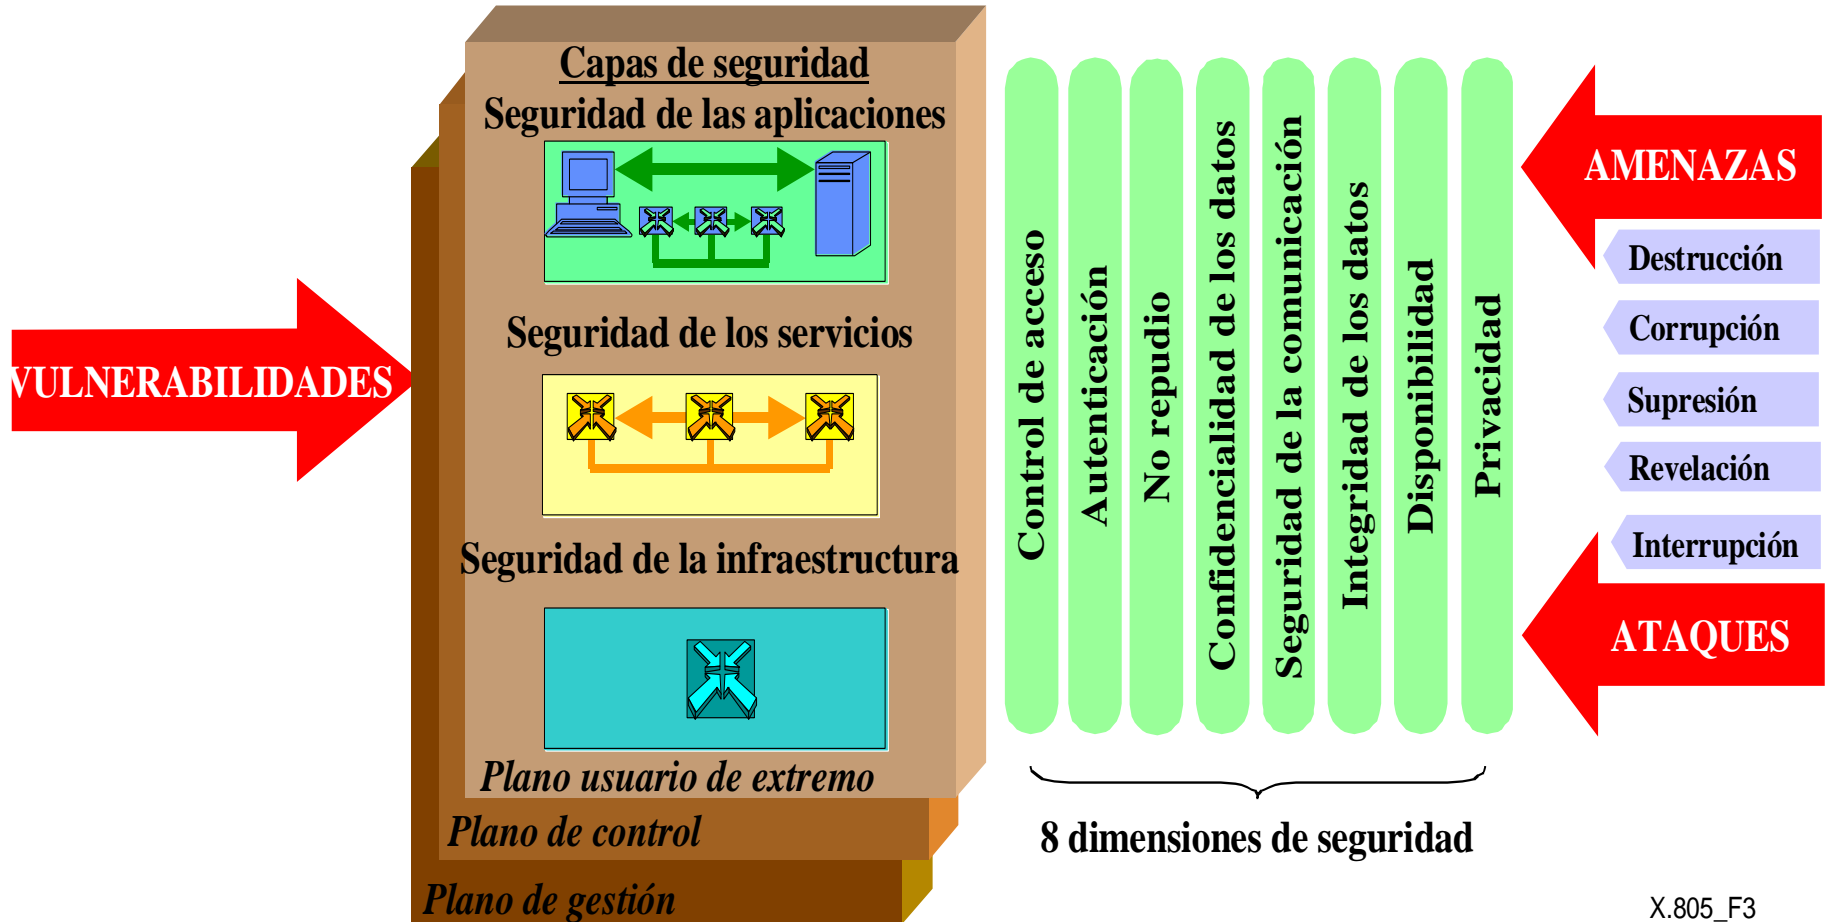 Capas de seguridad
Seguridad de las aplicaciones
Seguridad de los servicios
Seguridad de la infraestructura
Plano usuario de extremo
Plano de control
Plano de gestión
VULNERABILIDADES
Control de acceso
Autenticación
No repudio
Confidencialidad de los datos
Seguridad de la comunicación
Integridad de los datos
Disponibilidad
Privacidad
8 dimensiones de seguridad
AMENAZAS
Destrucción
Corrupción
Supresión
Revelación
Interrupción
ATAQUES
X.805_F3